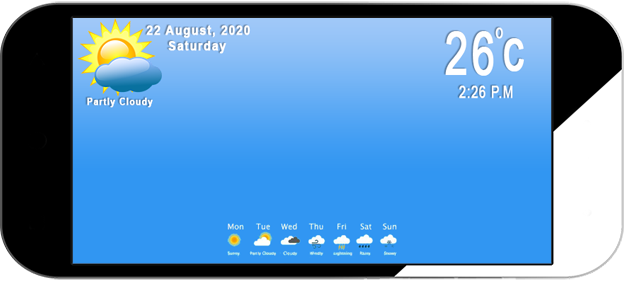 22 August, 2020
Saturday
Partly Cloudy
26°C
2:26 P.M
Mon Tue Wed Thu Fri Sat Sun
Sunny Partly Cloudy Cloudy Windy Lightning Rainy